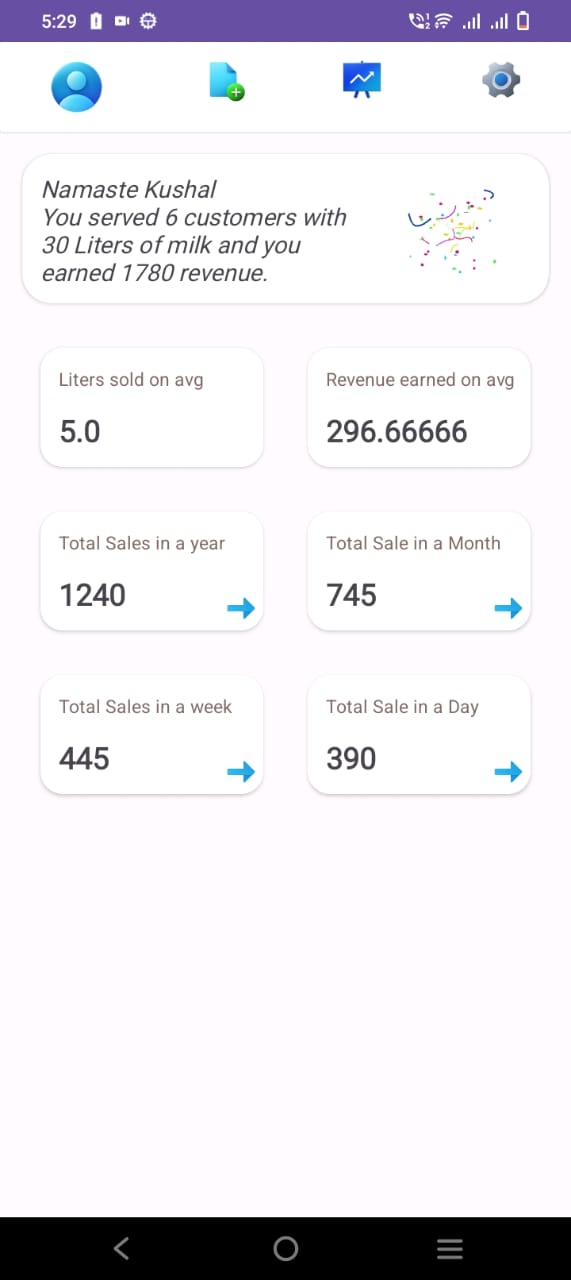 5:29
Namaste Kushal
You served 6 customers with
30 Liters of milk and you
earned 1780 revenue.
Liters sold on avg
5.0
Revenue earned on avg
296.66666
Total Sales in a year
1240
Total Sale in a Month
745
Total Sales in a week
445
Total Sale in a Day
390